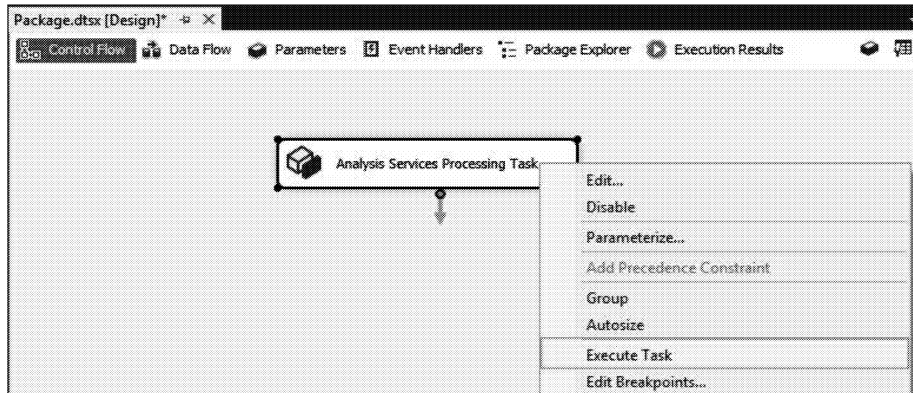 Package.dtsx [Design]*
Control Flow Data Flow Parameters Event Handlers Package Explorer Execution Results
Analysis Services Processing Task
Edit...
Disable
Parameterize...
Add Precedence Constraint
Group
Autosize
Execute Task
Edit Breakpoints...